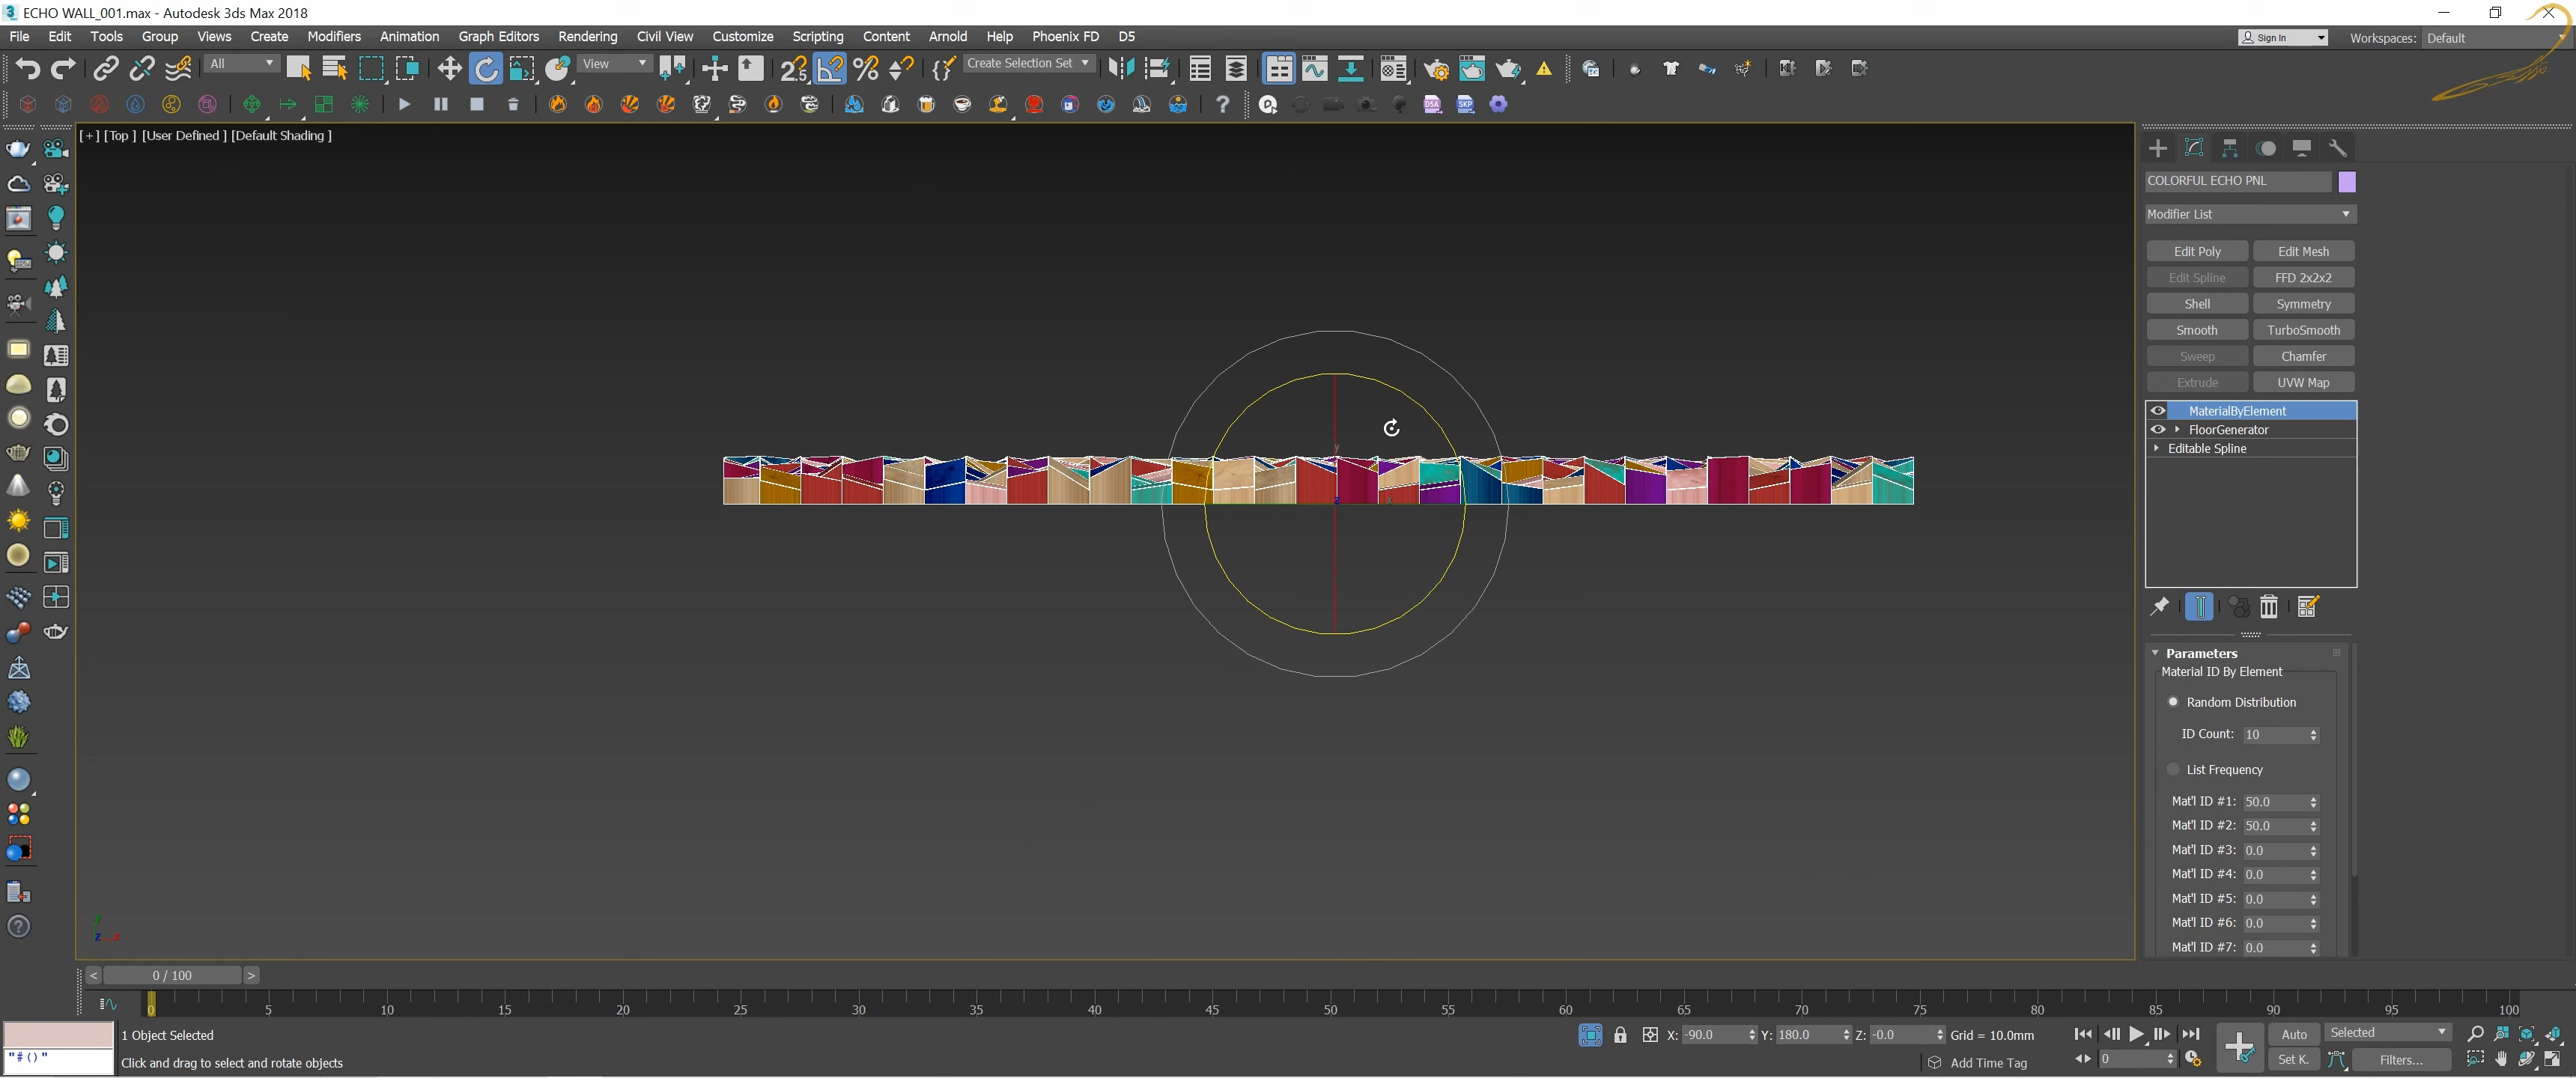 ECHO WALL_001.max - Autodesk 3ds Max 2018
File Edit Tools Group Views Create Modifiers Animation Graph Editors Rendering Civil View Customize Scripting Content Arnold Help Phoenix FD D5
Sign In Workspaces: Default
All View Create Selection Set
[+] [Top ] [User Defined ] [Default Shading ]
COLORFUL ECHO PNL
Modifier List
Edit Poly Edit Mesh
Edit Spline FFD 2x2x2
Shell Symmetry
Smooth TurboSmooth
Sweep Chamfer
Extrude UVW Map
MaterialByElement
FloorGenerator
Editable Spline
Parameters
Material ID By Element
Random Distribution
ID Count: 10
List Frequency
Mat'l ID #1: 50.0
Mat'l ID #2: 50.0
Mat'l ID #3: 0.0
Mat'l ID #4: 0.0
Mat'l ID #5: 0.0
Mat'l ID #6: 0.0
Mat'l ID #7: 0.0
y
z x
< 0 / 100 >
0 5 10 15 20 25 30 35 40 45 50 55 60 65 70 75 80 85 90 95 100
"#()"
1 Object Selected
Click and drag to select and rotate objects
X: -90.0 Y: 180.0 Z: -0.0 Grid = 10.0mm
Add Time Tag
0
Auto Selected
Set K. Filters...